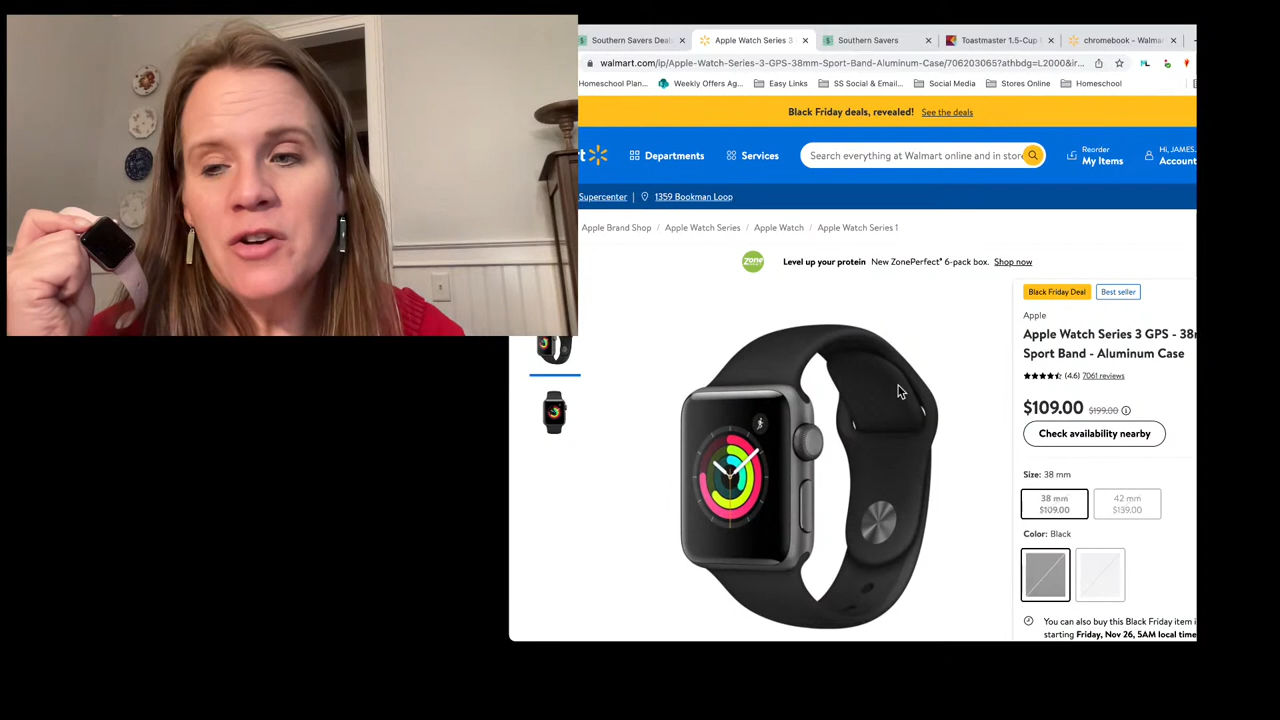 Southern Savers Deal
Apple Watch Series 3
Southern Savers
Toastmaster 1.5-Cup
chromebook - Walma
walmart.com/ip/Apple-Watch-Series-3-GPS-38mm-Sport-Band-Aluminum-Case/706203065?athbdg=L2000&ir...
Homeschool Plan...
Weekly Offers Ag...
Easy Links
SS Social & Email...
Social Media
Stores Online
Homeschool
Black Friday deals, revealed! See the deals
t
Departments
Services
Search everything at Walmart online and in store
Reorder
My Items
Hi, JAMES.
Account
Supercenter | 1359 Bookman Loop
Apple Brand Shop / Apple Watch Series / Apple Watch / Apple Watch Series 1
zone
Level up your protein New ZonePerfect® 6-pack box. Shop now
Black Friday Deal
Best seller
Apple
Apple Watch Series 3 GPS - 38m
Sport Band - Aluminum Case
(4.6) 7061 reviews
$109.00 $199.00
Check availability nearby
Size: 38 mm
38 mm
$109.00
42 mm
$139.00
Color: Black
You can also buy this Black Friday item i
starting Friday, Nov 26, 5AM local time